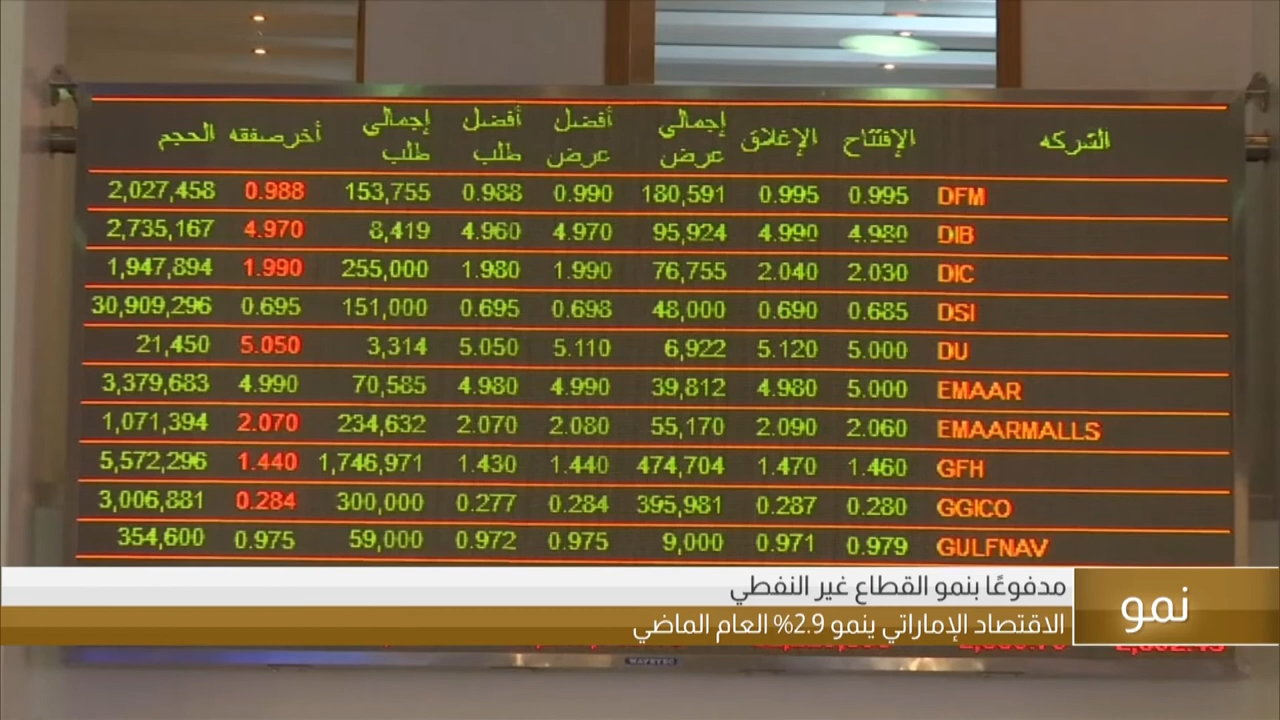 الشركه الإفتتاح الإغلاق إجمالي عرض أفضل عرض أفضل طلب إجمالي طلب أخرصفقه الحجم
DFM 0.995 0.995 180,591 0.990 0.988 153,755 0.988 2,027,458
DIB 4.980 4.990 95,924 4.970 4.960 8,419 4.970 2,735,167
DIC 2.030 2.040 76,755 1.990 1.980 255,000 1.990 1,947,894
DSI 0.685 0.690 48,000 0.698 0.695 151,000 0.695 30,909,296
DU 5.000 5.120 6,922 5.110 5.050 3,314 5.050 21,450
EMAAR 5.000 4.980 39,812 4.990 4.980 70,585 4.990 3,379,683
EMAARMALLS 2.060 2.090 55,170 2.080 2.070 234,632 2.070 1,071,394
GFH 1.460 1.470 474,704 1.440 1.430 1,746,971 1.440 5,572,296
GGICO 0.280 0.287 395,981 0.284 0.277 300,000 0.284 3,006,881
GULFNAV 0.979 0.971 9,000 0.975 0.972 59,000 0.975 354,600
نمو
مدفوعًا بنمو القطاع غير النفطي
الاقتصاد الإماراتي ينمو 2.9% العام الماضي